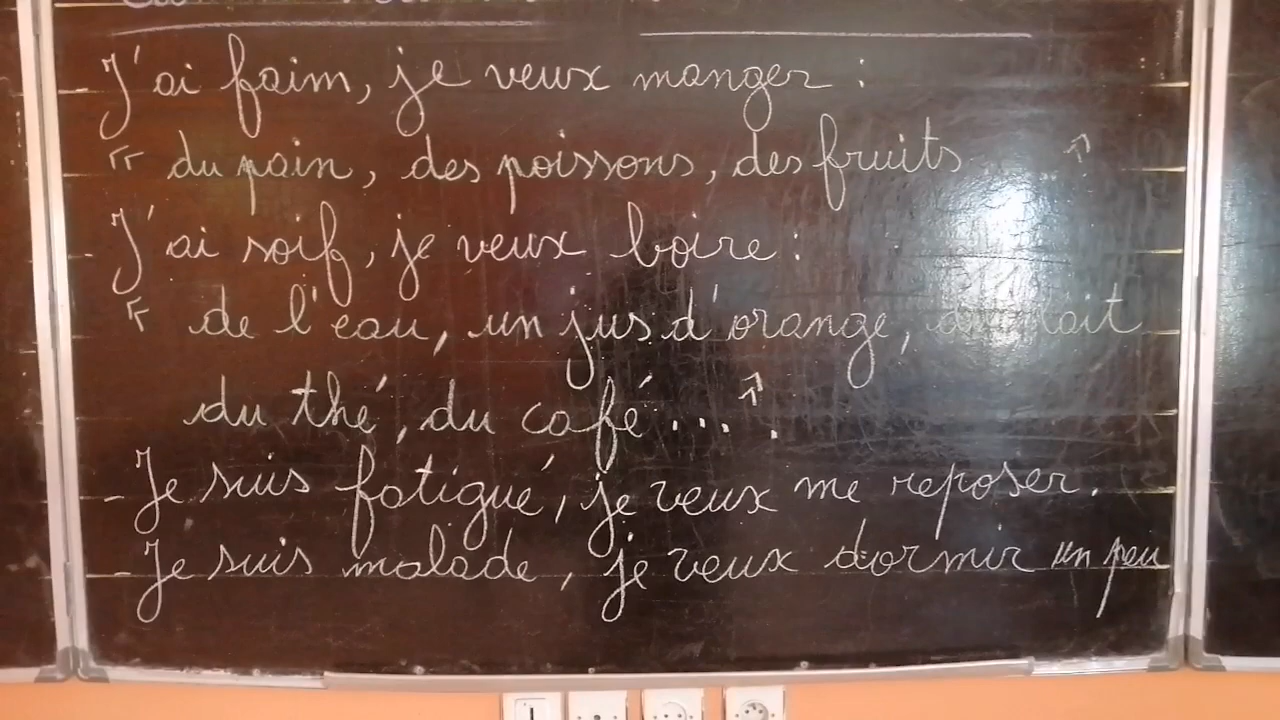 J'ai faim, je veux manger :
du pain, des poissons, des fruits ...
- J'ai soif, je veux boire :
de l'eau, un jus d'orange, du lait
du thé, du café ....
- Je suis fatigué, je veux me reposer.
- Je suis malade, je veux dormir un peu